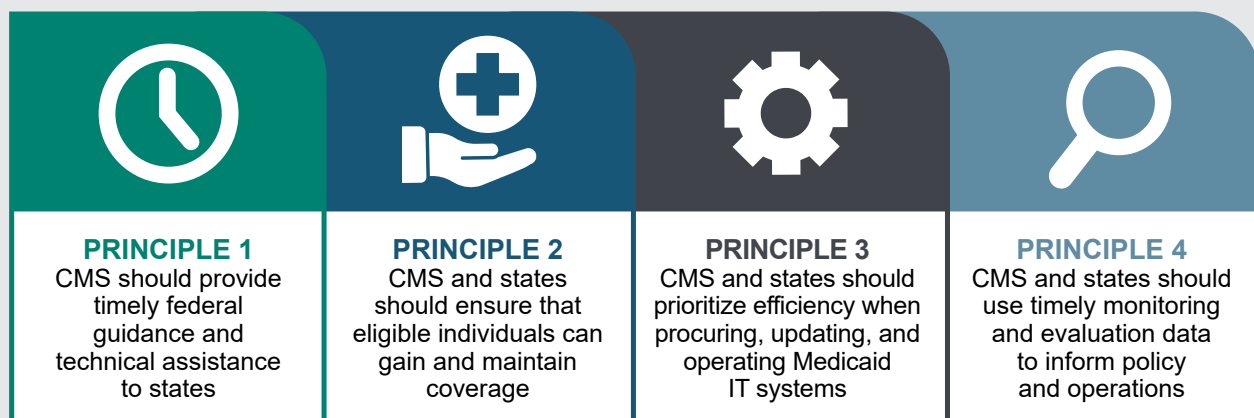 PRINCIPLE 1
CMS should provide
timely federal
guidance and
technical assistance
to states
PRINCIPLE 2
CMS and states
should ensure that
eligible individuals can
gain and maintain
coverage
PRINCIPLE 3
CMS and states should
prioritize efficiency when
procuring, updating, and
operating Medicaid
IT systems
PRINCIPLE 4
CMS and states should
use timely monitoring
and evaluation data
to inform policy
and operations